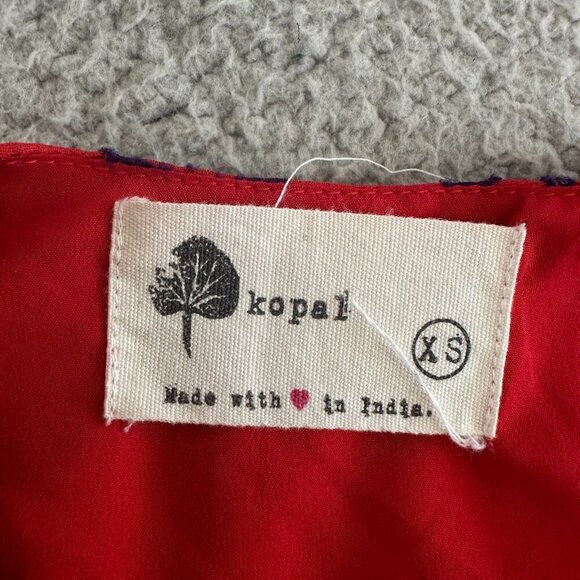 kopal
XS
Made with ❤ in India.